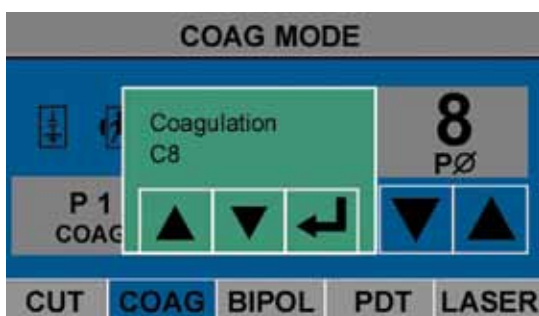 COAG MODE
Coagulation
C8
8
PØ
P 1
COAG
CUT COAG BIPOL PDT LASER